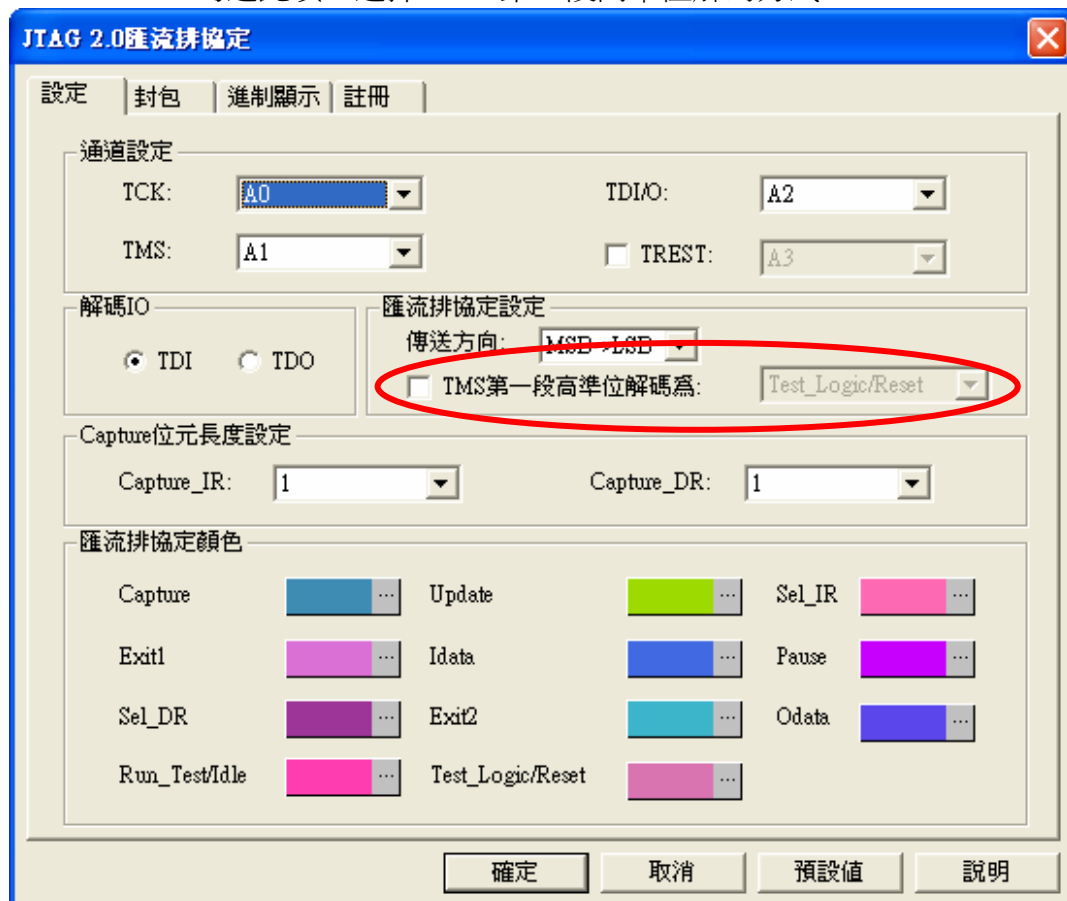 JTAG 2.0匯流排協定
設定 封包 進制顯示 註冊
通道設定
TCK: A0 TDI/O: A2
TMS: A1 TREST: A3
解碼IO
TDI TDO
匯流排協定設定
傳送方向: MSB->LSB
TMS第一段高準位解碼為: Test_Logic/Reset
Capture位元長度設定
Capture_IR: 1 Capture_DR: 1
匯流排協定顏色
Capture ... Update ... Sel_IR ...
Exit1 ... Idata ... Pause ...
Sel_DR ... Exit2 ... Odata ...
Run_Test/Idle ... Test_Logic/Reset ...
確定 取消 預設值 說明